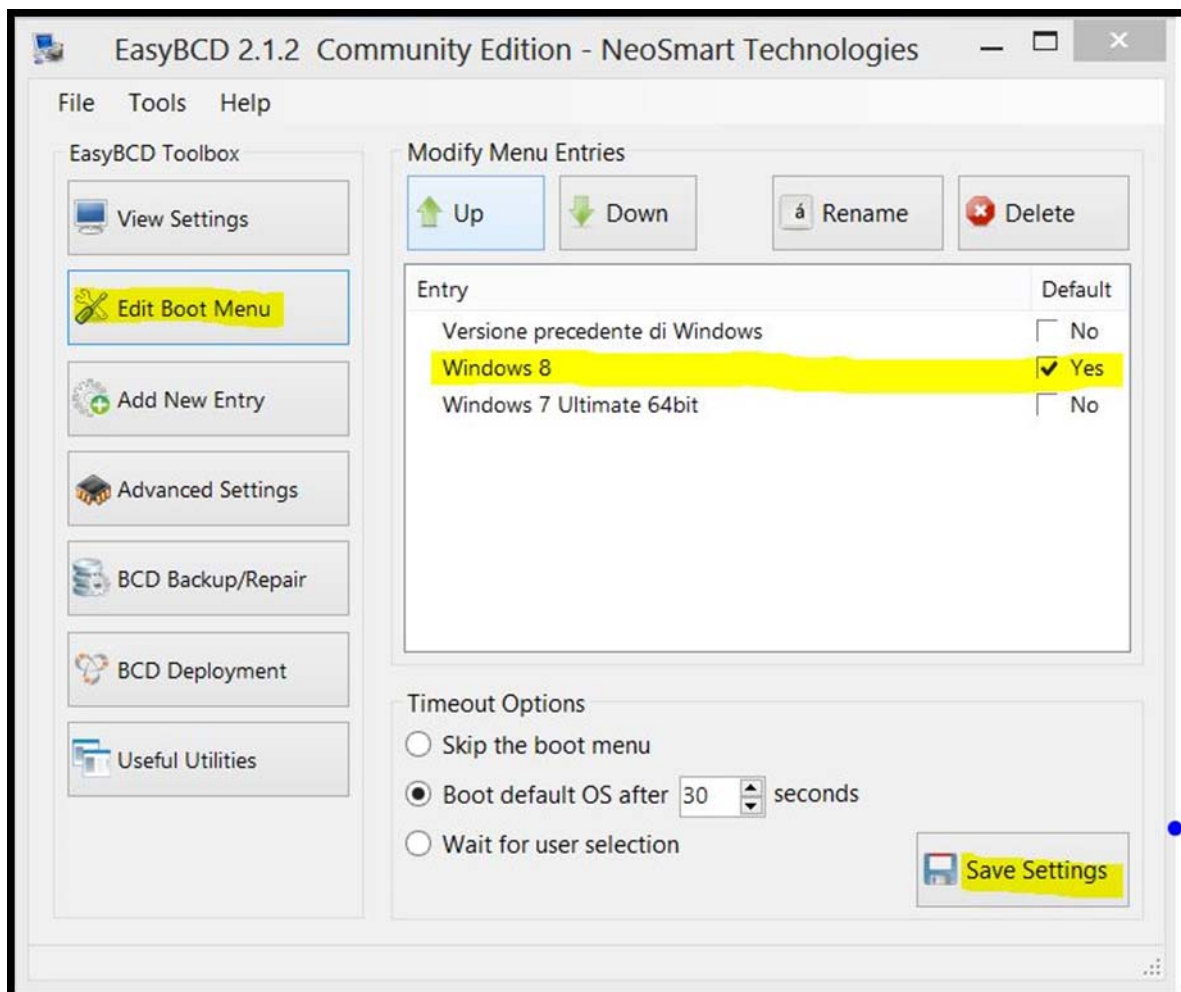 EasyBCD 2.1.2 Community Edition - NeoSmart Technologies
File Tools Help
EasyBCD Toolbox
View Settings
Edit Boot Menu
Add New Entry
Advanced Settings
BCD Backup/Repair
BCD Deployment
Useful Utilities
Modify Menu Entries
Up Down á Rename Delete
Entry Default
Versione precedente di Windows No
Windows 8 Yes
Windows 7 Ultimate 64bit No
Timeout Options
Skip the boot menu
Boot default OS after 30 seconds
Wait for user selection
Save Settings